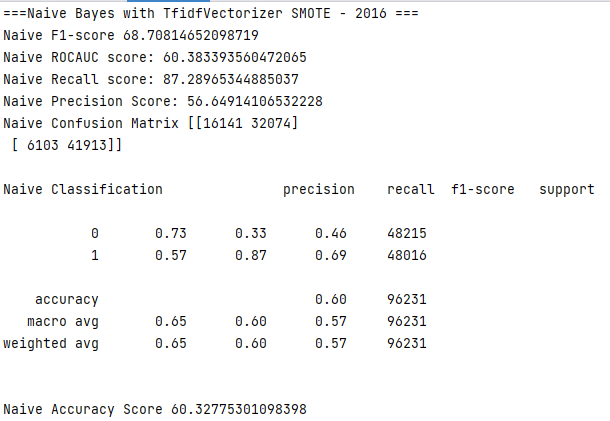 ===Naive Bayes with TfidfVectorizer SMOTE - 2016 ===
Naive F1-score 68.70814652098719
Naive ROCAUC score: 60.383393560472065
Naive Recall score: 87.28965344885037
Naive Precision Score: 56.64914106532228
Naive Confusion Matrix [[16141 32074]
 [ 6103 41913]]
Naive Classification               precision    recall  f1-score   support
           0       0.73      0.33      0.46     48215
           1       0.57      0.87      0.69     48016
    accuracy                           0.60     96231
   macro avg       0.65      0.60      0.57     96231
weighted avg       0.65      0.60      0.57     96231
Naive Accuracy Score 60.32775301098398